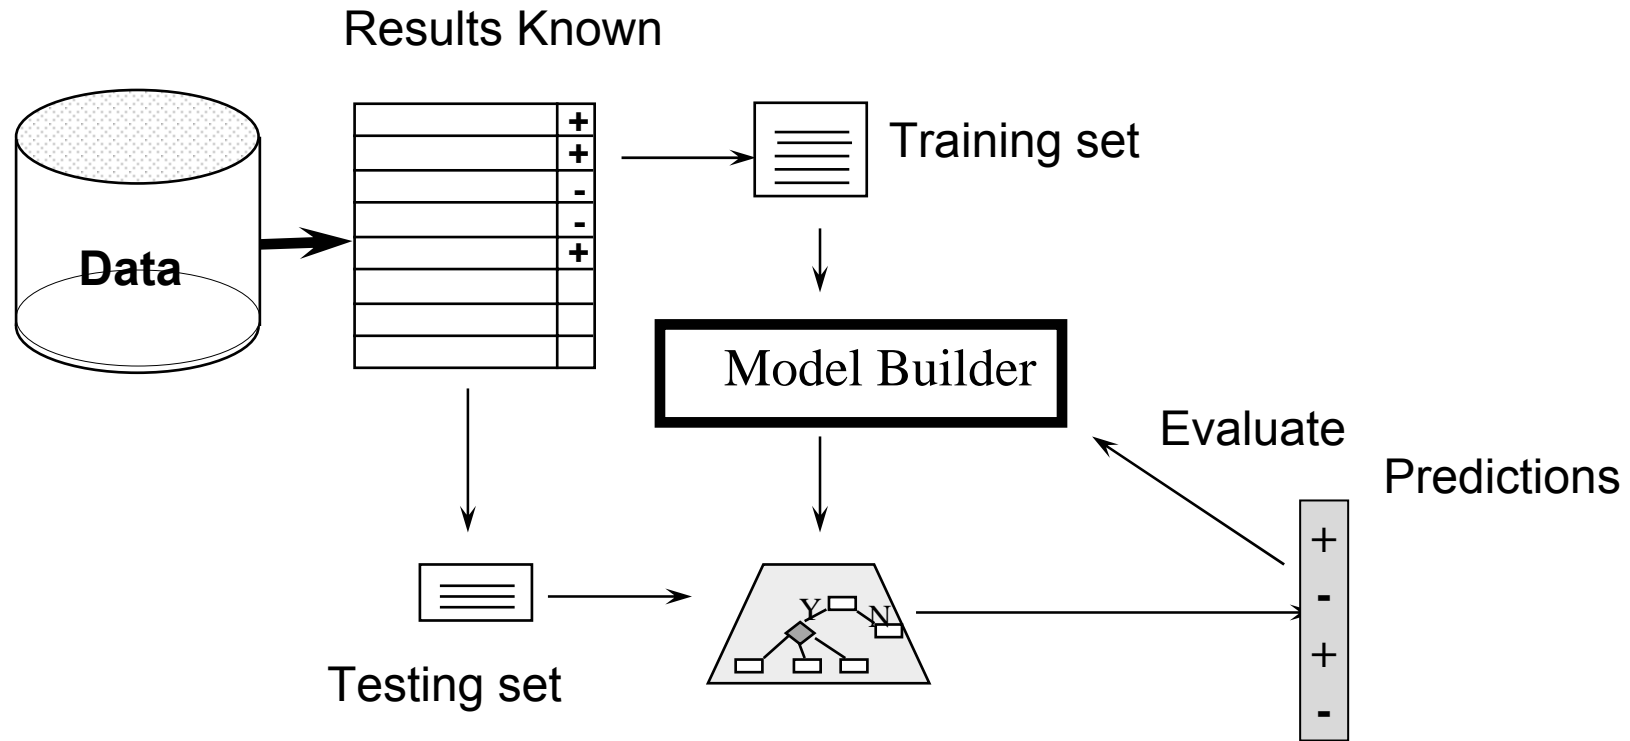 Results Known
Data
+
+
-
-
+
Training set
Model Builder
Evaluate
Predictions
Testing set
Y
N
+
-
+
-